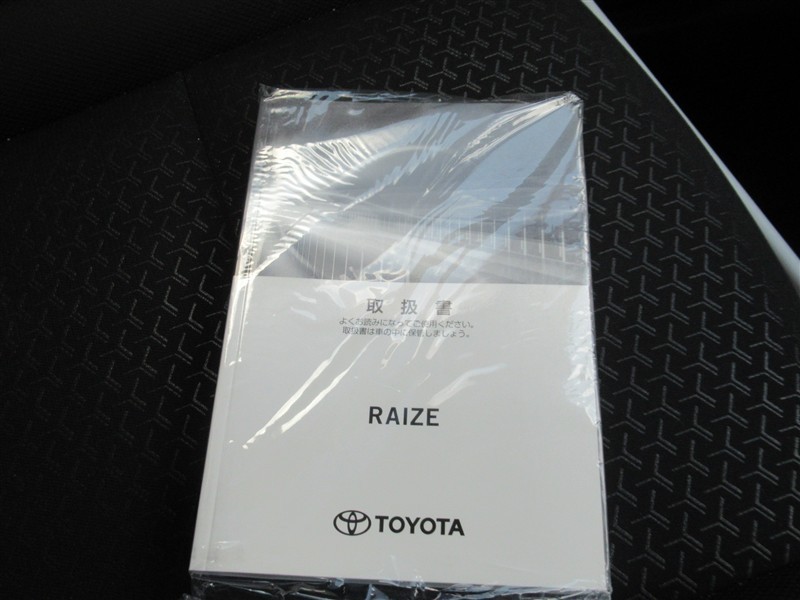 取扱書
よくお読みになってご使用ください。
取扱書は車の中に保管しましょう。
RAIZE
TOYOTA